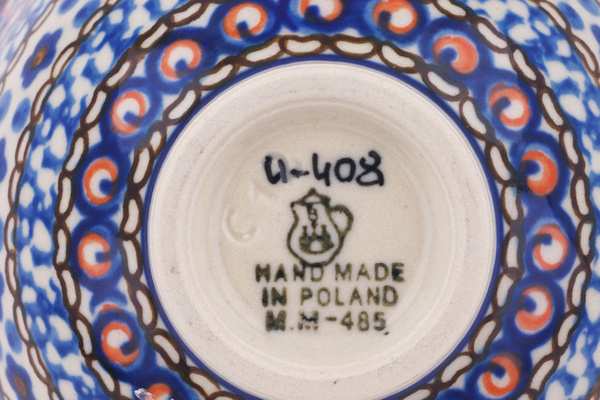 u-408
HAND MADE
IN POLAND
M.M-485